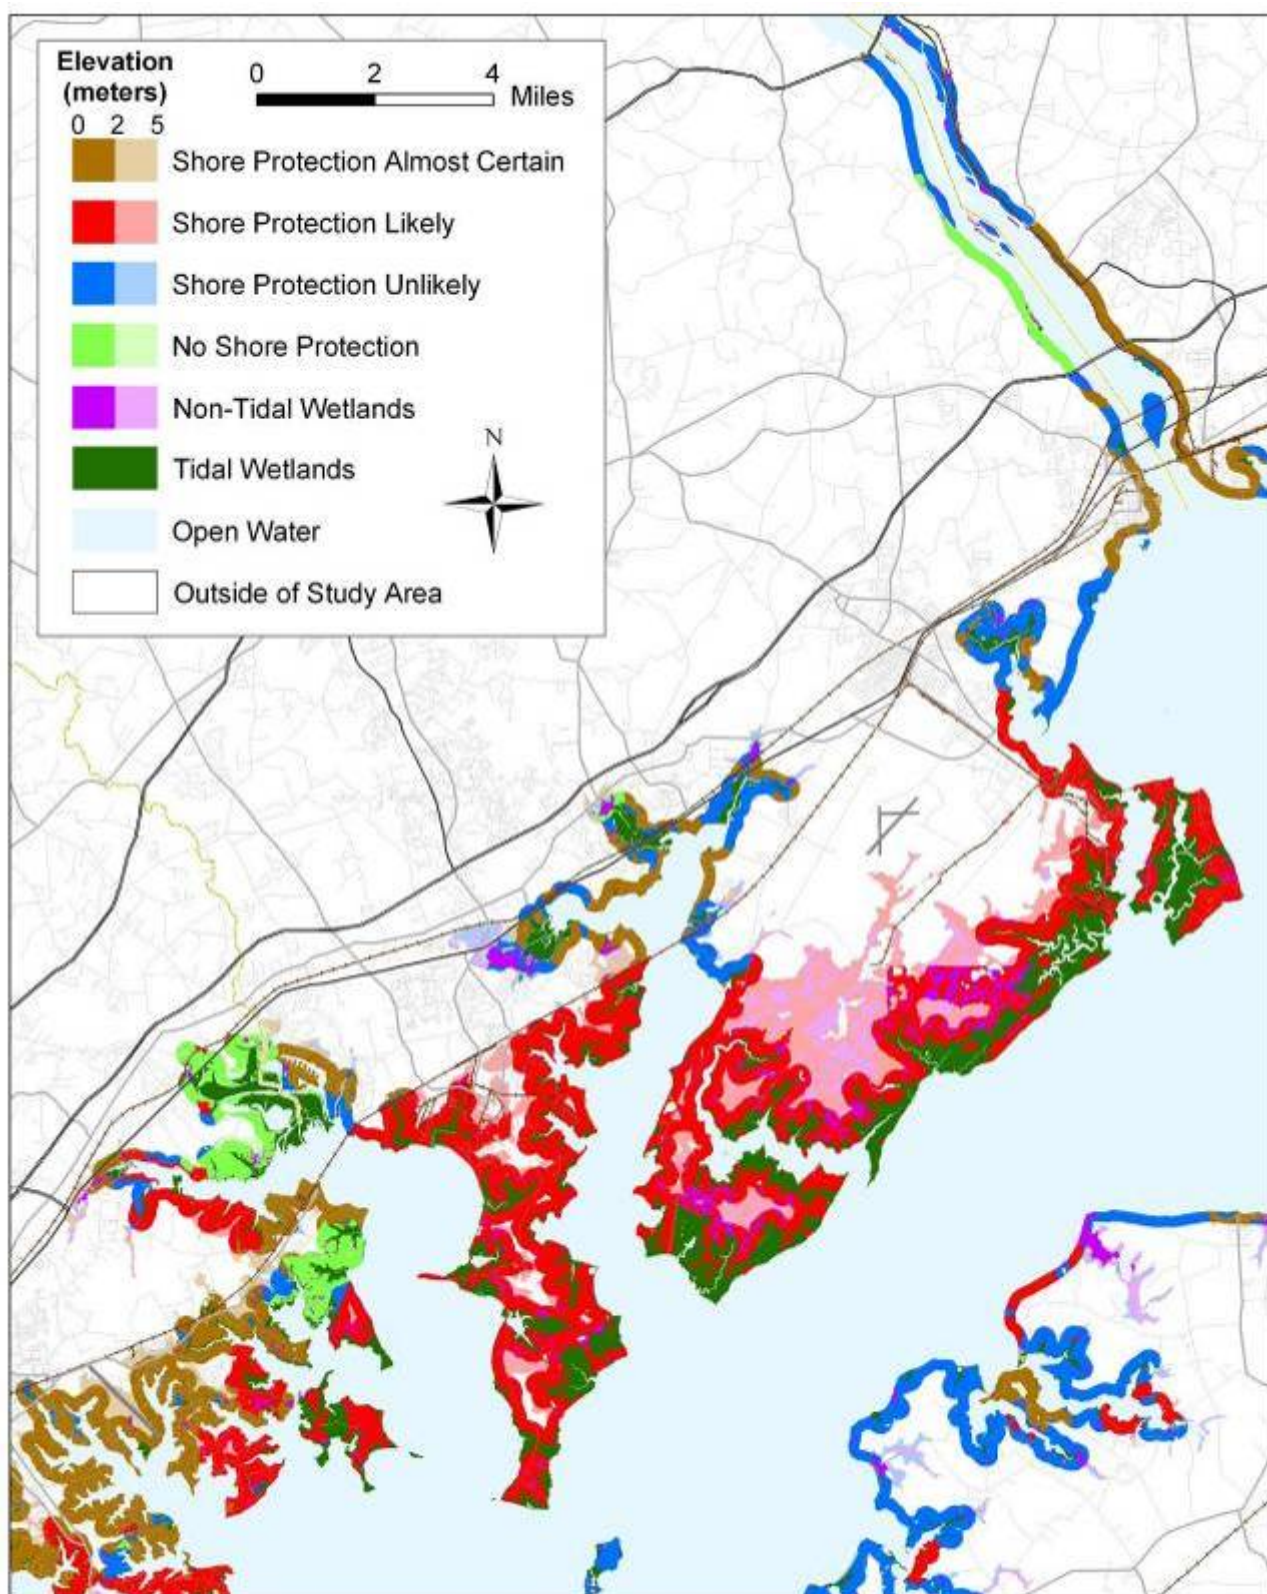 Elevation
(meters)
0 2 5
0 2 4
Miles
Shore Protection Almost Certain
Shore Protection Likely
Shore Protection Unlikely
No Shore Protection
Non-Tidal Wetlands
Tidal Wetlands
Open Water
Outside of Study Area
N